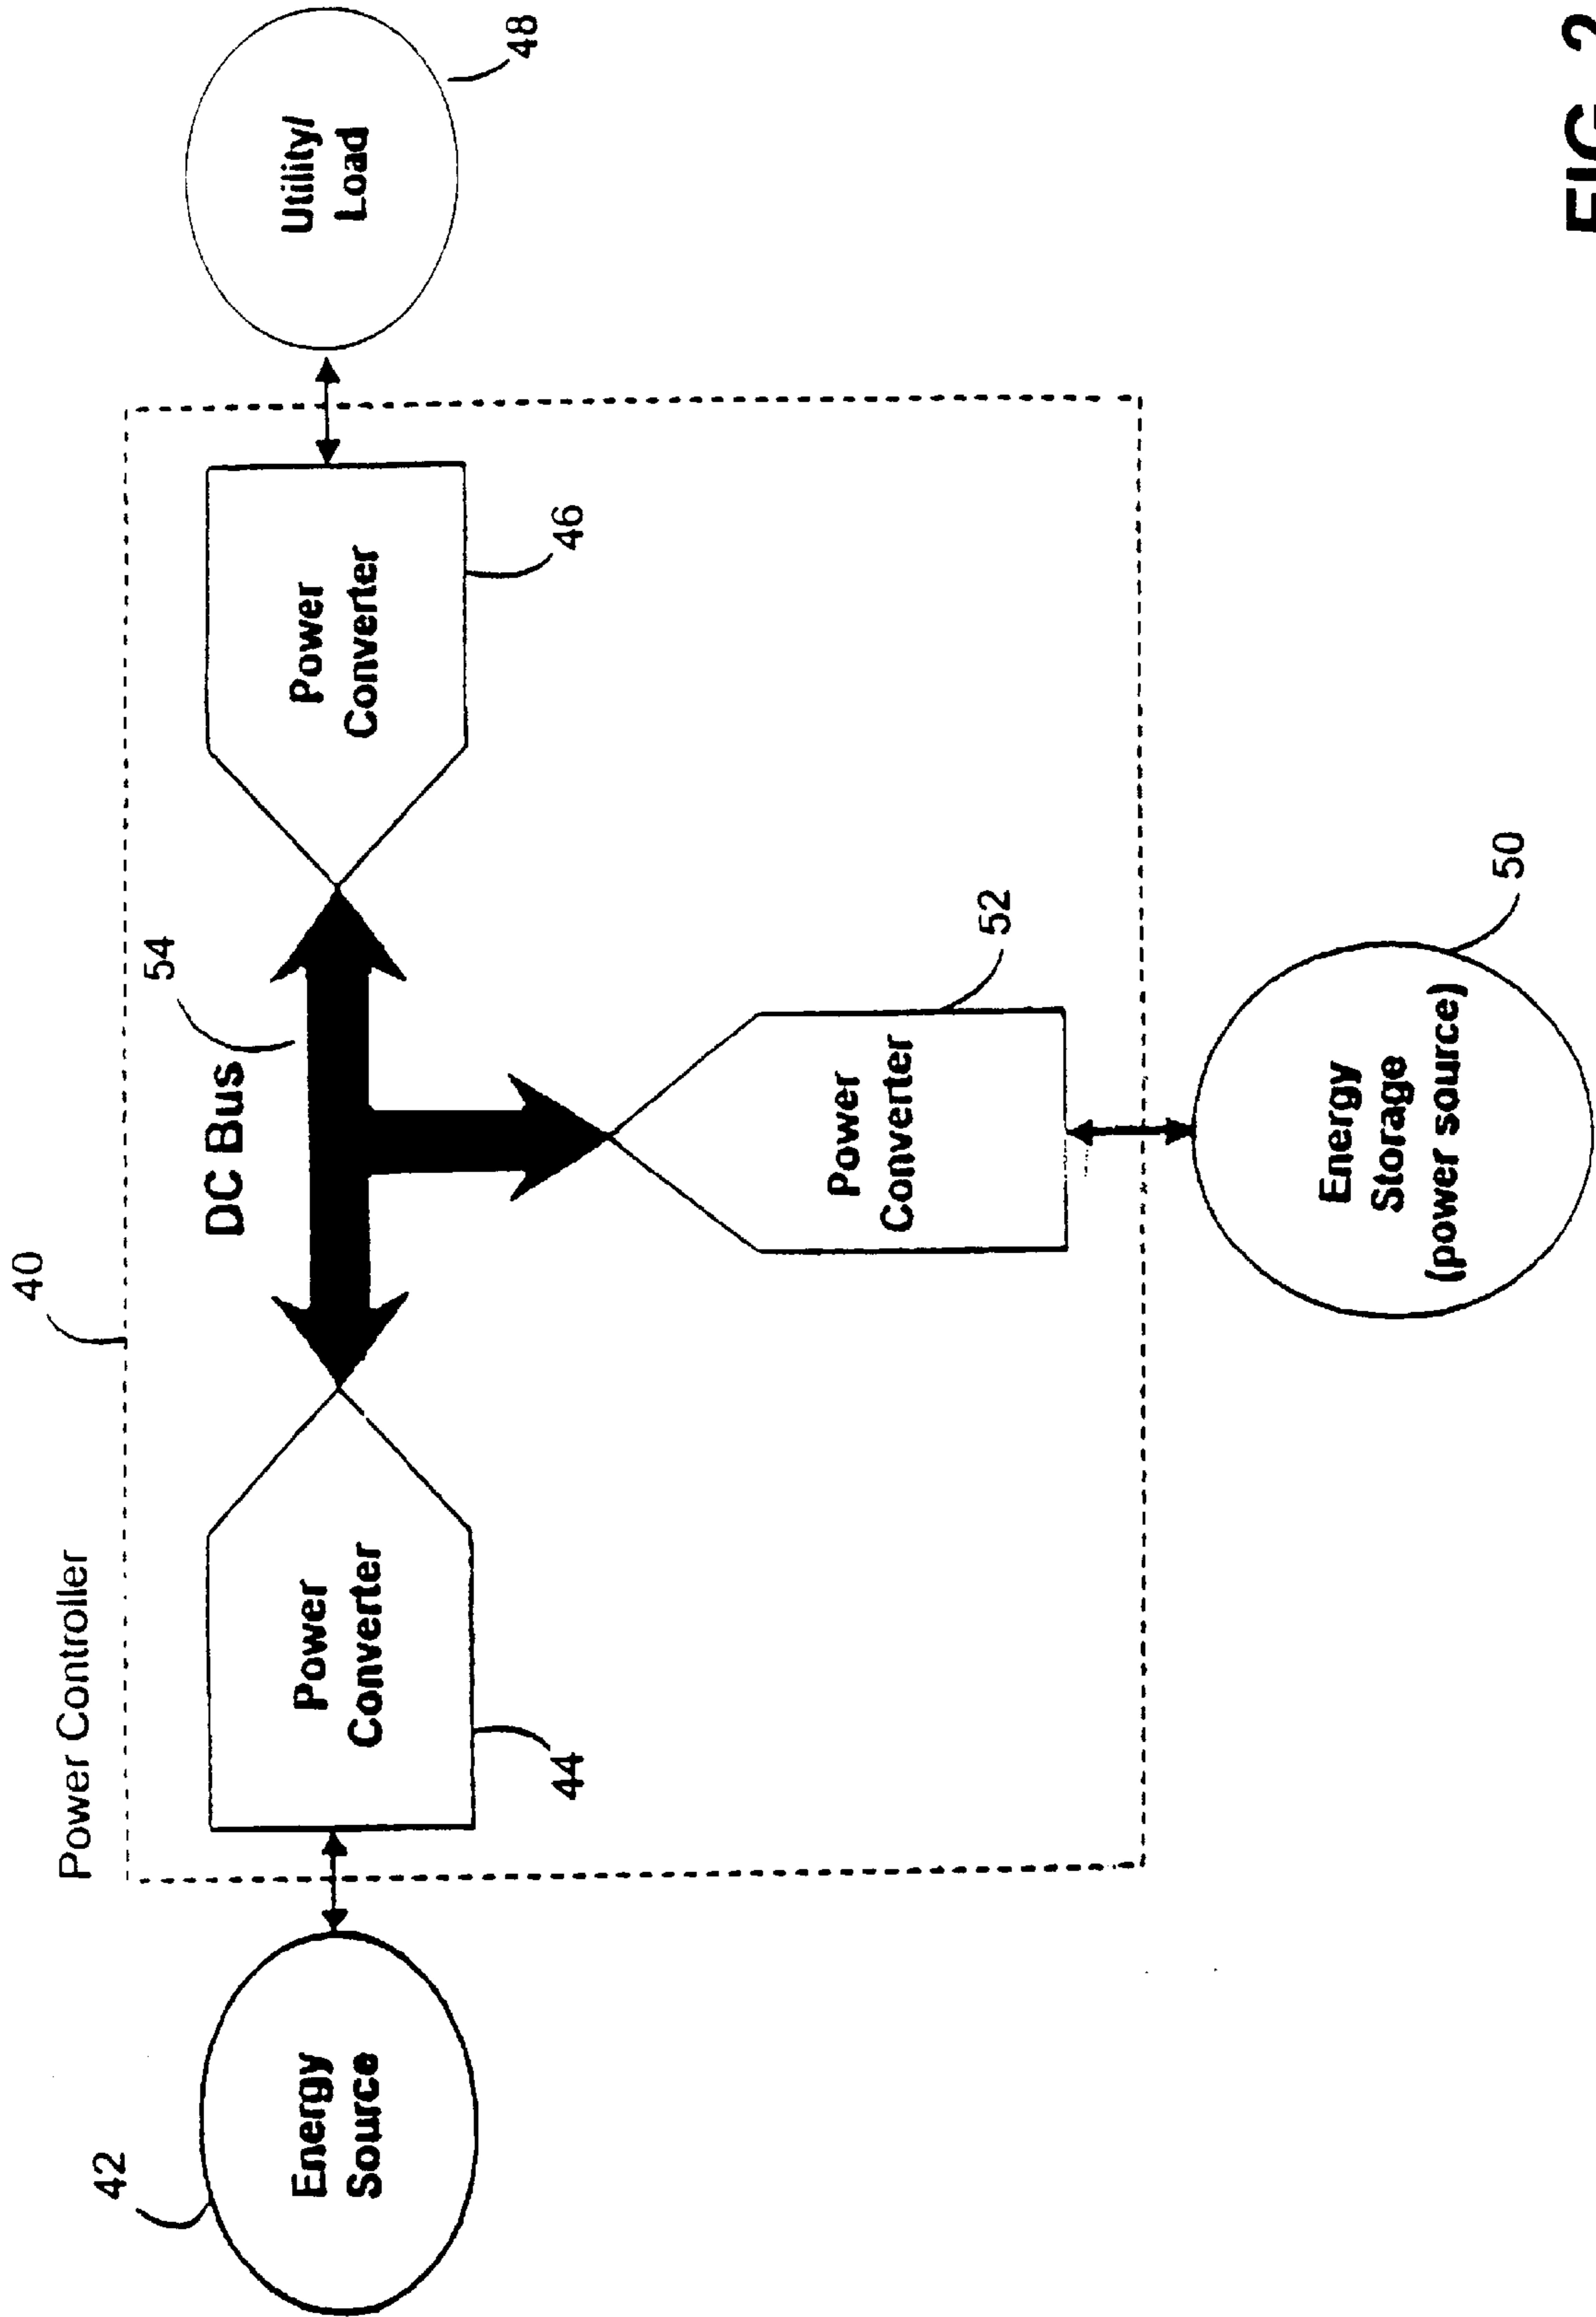 Power Controller
40
42
Energy
Source
44
Power
Converter
DC Bus
54
Power
Converter
46
Utility/
Load
48
Power
Converter
52
Energy
Storage
(power source)
50
FIG. 2